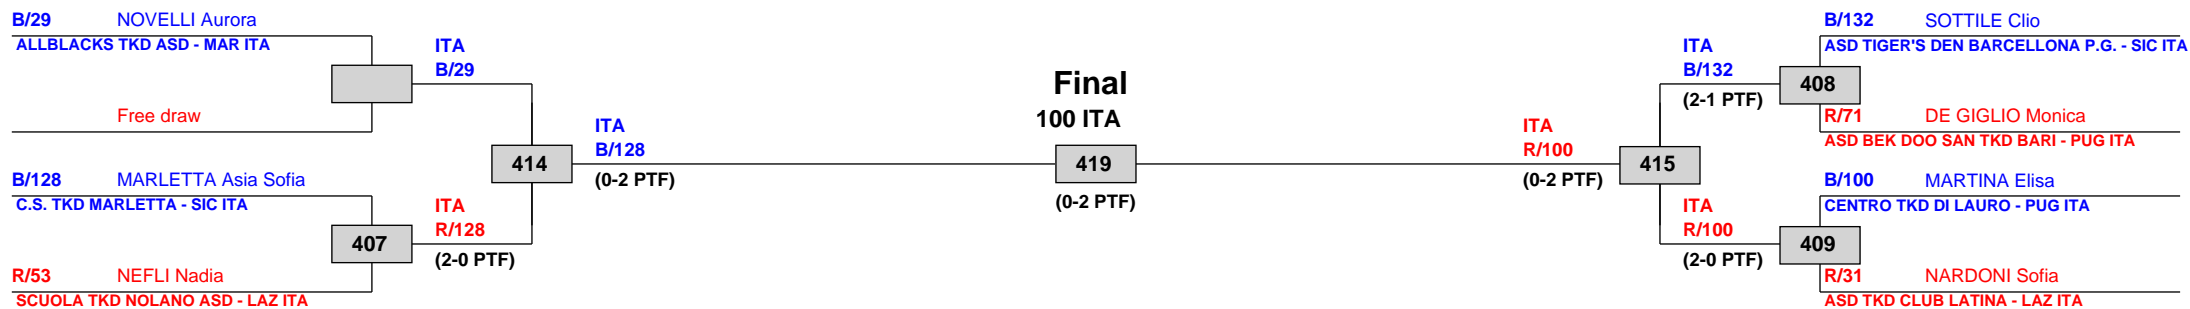 B/29 NOVELLI Aurora
ALLBLACKS TKD ASD - MAR ITA
Free draw
B/128 MARLETTA Asia Sofia
C.S. TKD MARLETTA - SIC ITA
407
R/53 NEFLI Nadia
SCUOLA TKD NOLANO ASD - LAZ ITA
ITA
B/29
414
ITA
R/128
(2-0 PTF)
ITA
B/128
(0-2 PTF)
Final
100 ITA
419
(0-2 PTF)
ITA
R/100
(0-2 PTF)
415
ITA
B/132
(2-1 PTF)
ITA
R/100
(2-0 PTF)
B/132 SOTTILE Clio
ASD TIGER'S DEN BARCELLONA P.G. - SIC ITA
408
R/71 DE GIGLIO Monica
ASD BEK DOO SAN TKD BARI - PUG ITA
B/100 MARTINA Elisa
CENTRO TKD DI LAURO - PUG ITA
409
R/31 NARDONI Sofia
ASD TKD CLUB LATINA - LAZ ITA